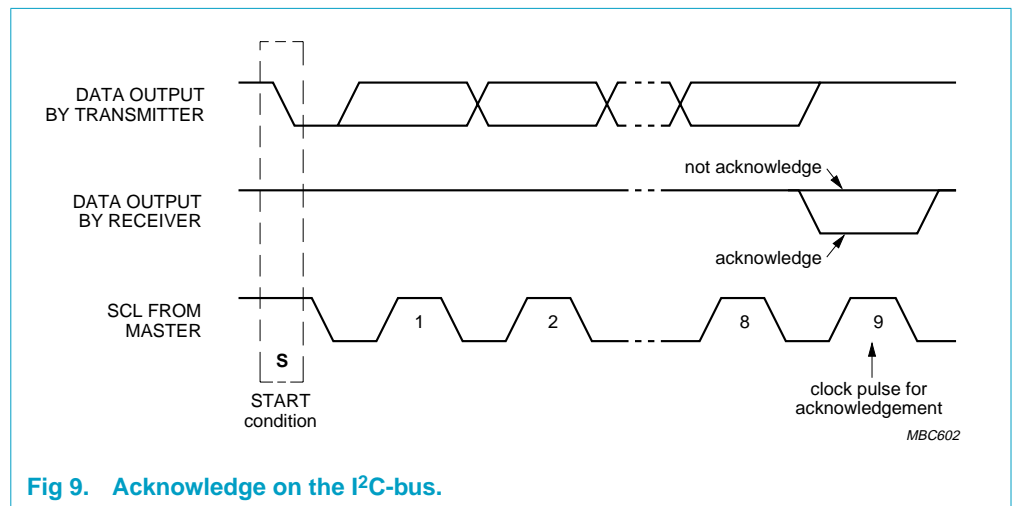 DATA OUTPUT
BY TRANSMITTER
not acknowledge
DATA OUTPUT
BY RECEIVER
acknowledge
SCL FROM
MASTER
1
2
8
9
S
START
condition
clock pulse for
acknowledgement
MBC602
Fig 9. Acknowledge on the I²C-bus.